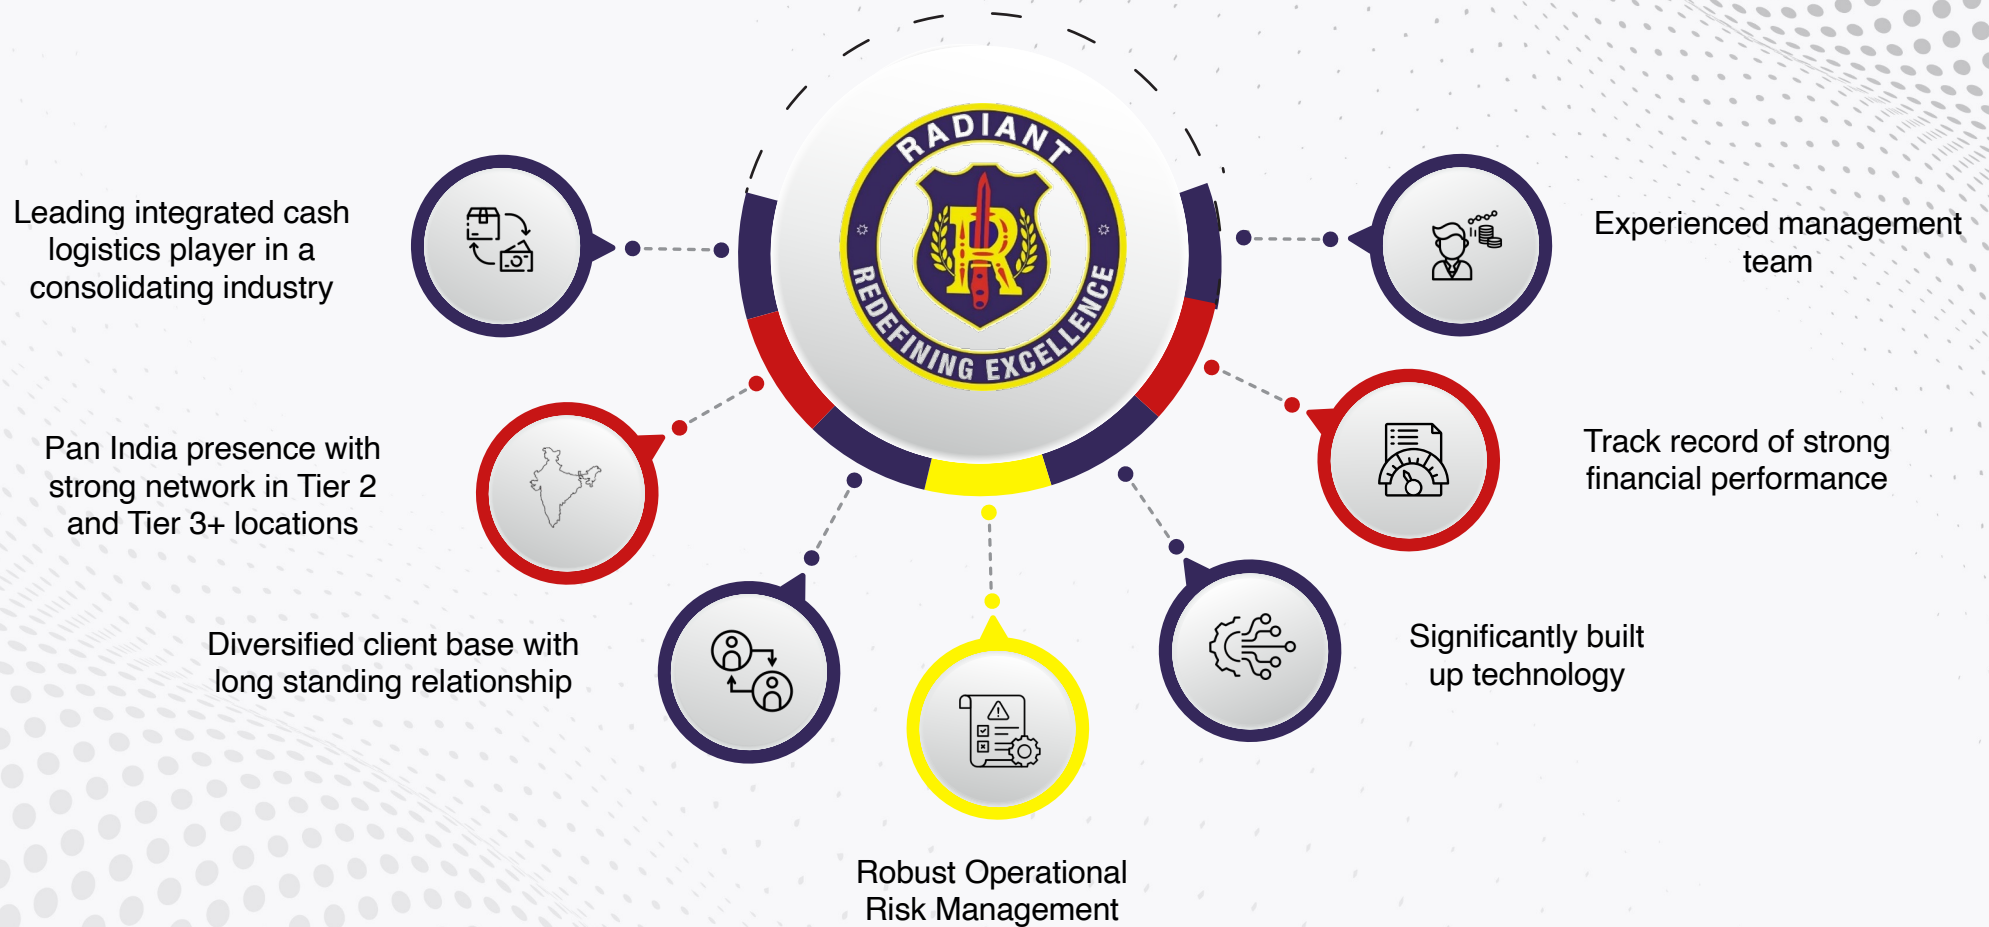 RADIANT
REDEFINING EXCELLENCE
R
Leading integrated cash
logistics player in a
consolidating industry
Pan India presence with
strong network in Tier 2
and Tier 3+ locations
Diversified client base with
long standing relationship
Robust Operational
Risk Management
Significantly built
up technology
Track record of strong
financial performance
Experienced management
team